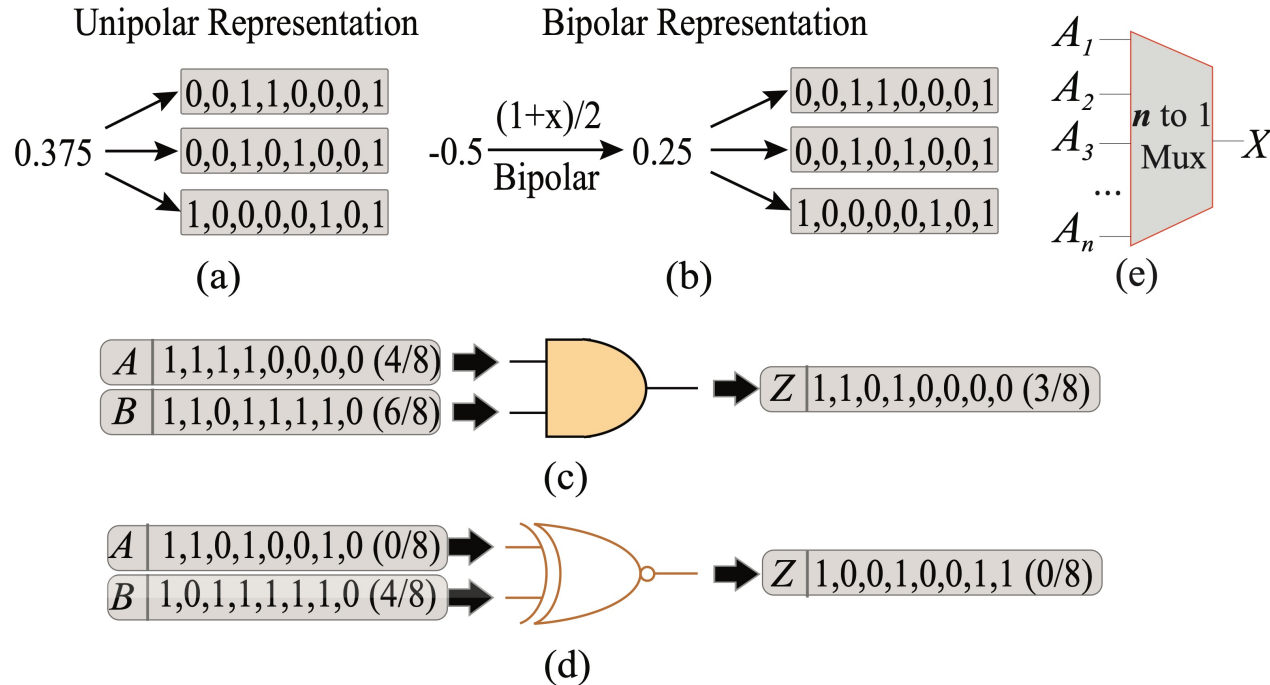 Unipolar Representation
0.375
0,0,1,1,0,0,0,1
0,0,1,0,1,0,0,1
1,0,0,0,0,1,0,1
(a)
Bipolar Representation
-0.5
(1+x)/2
Bipolar
0.25
0,0,1,1,0,0,0,1
0,0,1,0,1,0,0,1
1,0,0,0,0,1,0,1
(b)
A1
A2
A3
...
An
n to 1
Mux
X
(e)
A 1,1,1,1,0,0,0,0 (4/8)
B 1,1,0,1,1,1,1,0 (6/8)
Z 1,1,0,1,0,0,0,0 (3/8)
(c)
A 1,1,0,1,0,0,1,0 (0/8)
B 1,0,1,1,1,1,1,0 (4/8)
Z 1,0,0,1,0,0,1,1 (0/8)
(d)